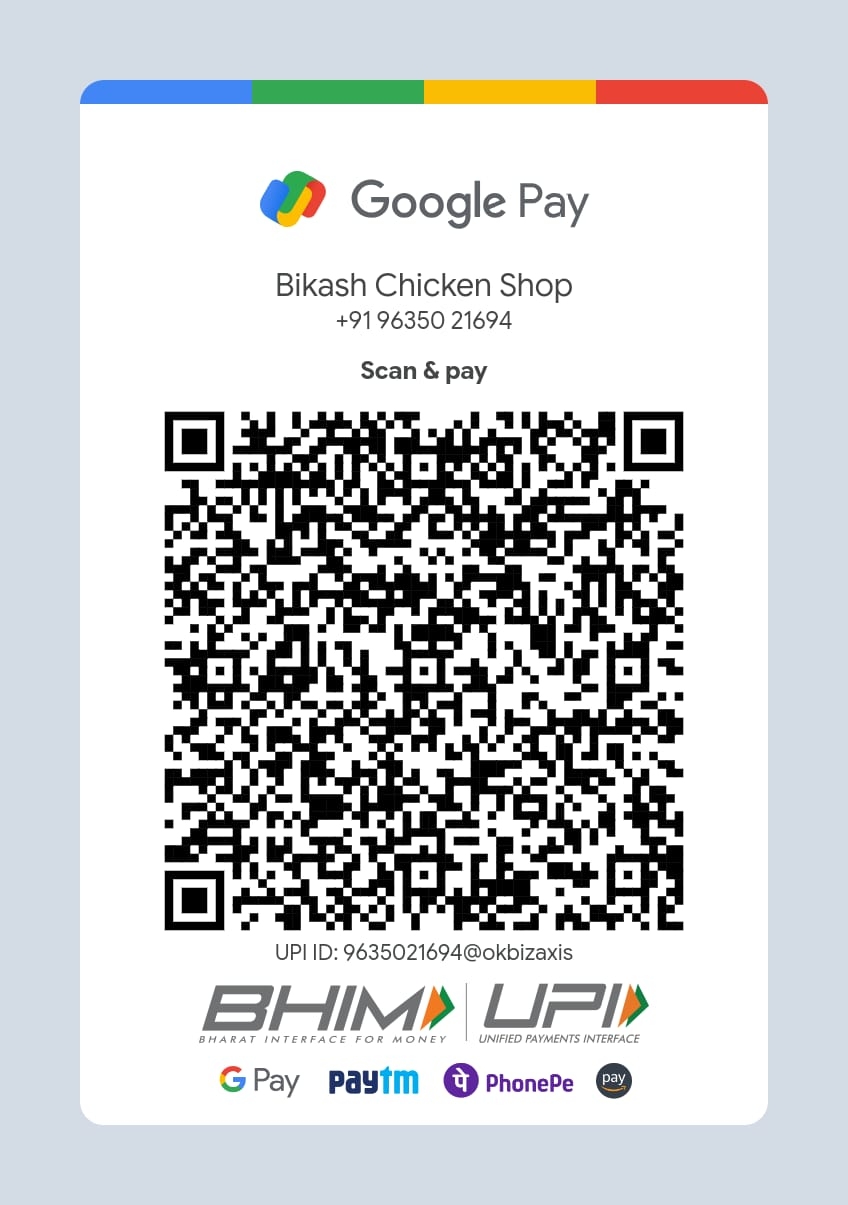 Google Pay
Bikash Chicken Shop
+91 96350 21694
Scan & pay
UPI ID: 9635021694@okbizaxis
BHIM UPI
BHARAT INTERFACE FOR MONEY UNIFIED PAYMENTS INTERFACE
G Pay paytm पे PhonePe pay